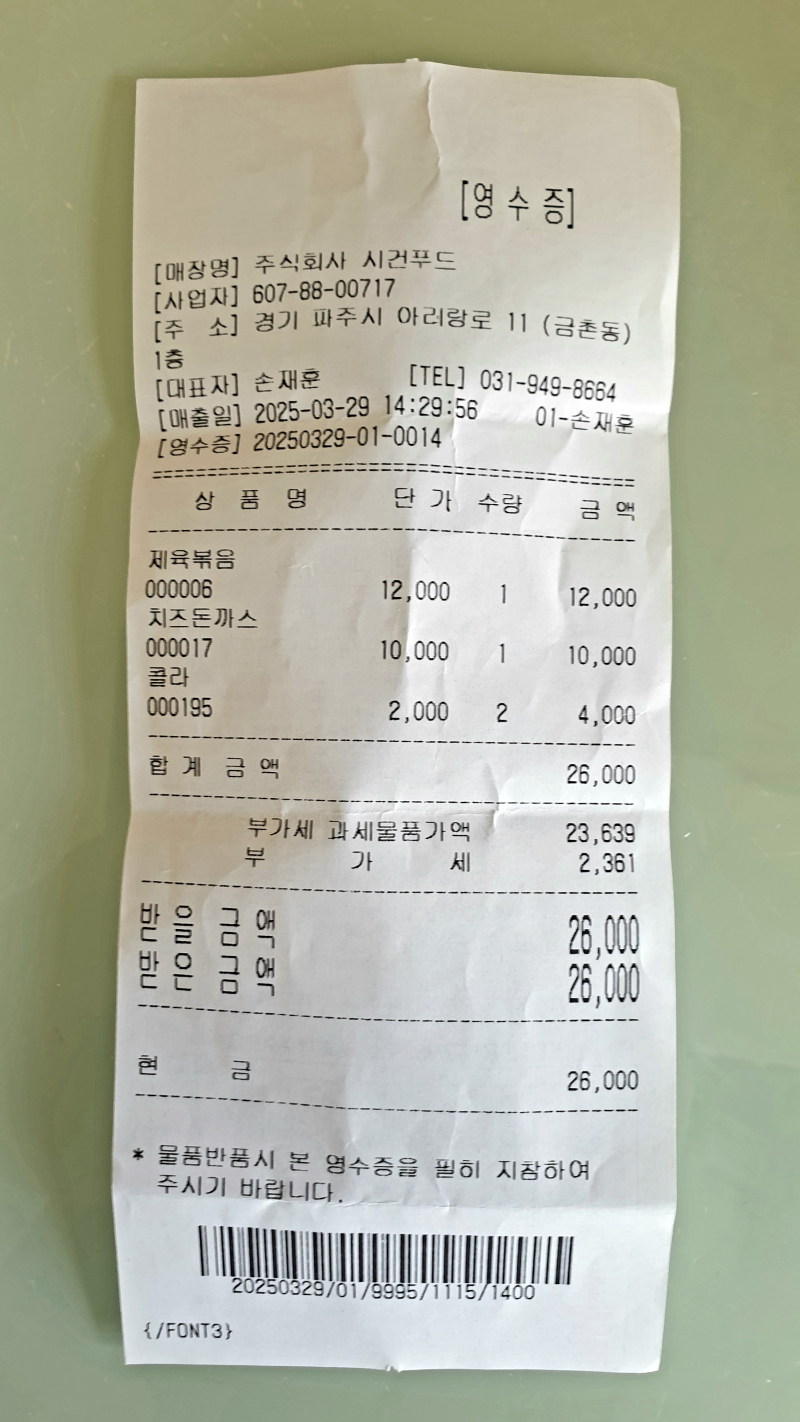 [영수증]
[매장명] 주식회사 시건푸드
[사업자] 607-88-00717
[주 소] 경기 파주시 아리랑로 11 (금촌동)
1층
[대표자] 손재훈 [TEL] 031-949-8664
[매출일] 2025-03-29 14:29:56 01-손재훈
[영수증] 20250329-01-0014
상 품 명 단 가 수량 금 액
제육볶음
000006 12,000 1 12,000
치즈돈까스
000017 10,000 1 10,000
콜라
000195 2,000 2 4,000
합 계 금 액 26,000
부가세 과세물품가액 23,639
부 가 세 2,361
받 을 금 액 26,000
받 은 금 액 26,000
현 금 26,000
* 물품반품시 본 영수증을 필히 지참하여
주시기 바랍니다.
20250329/01/9995/1115/1400
{/FONT3}